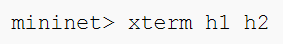 mininet> xterm h1 h2